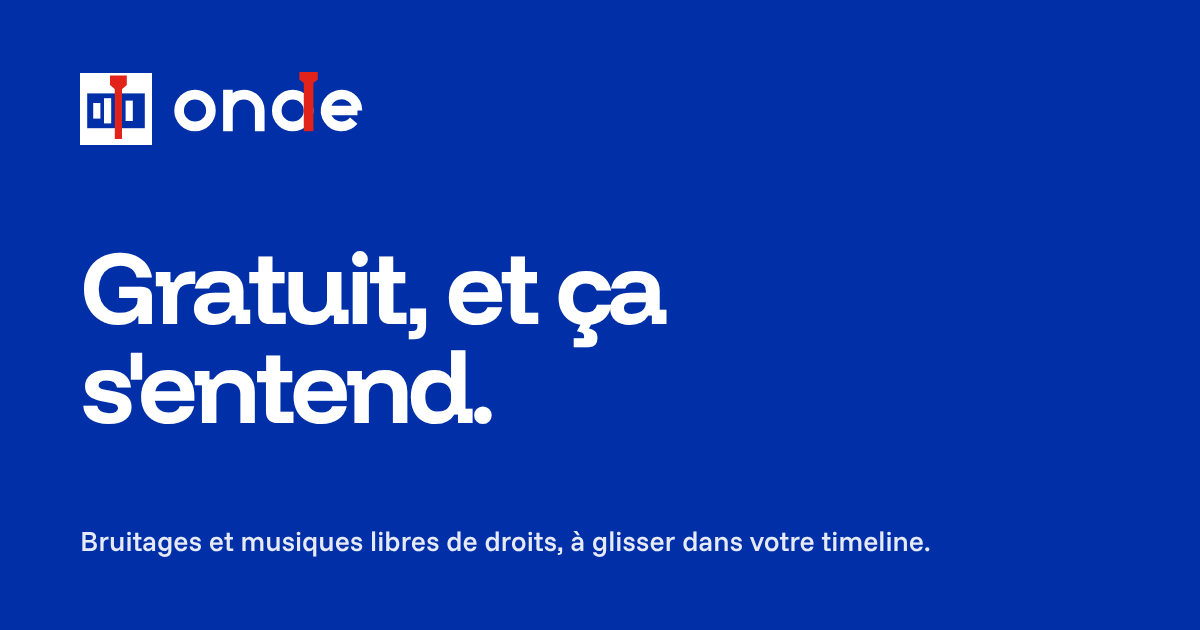 onde
Gratuit, et ça
s'entend.
Bruitages et musiques libres de droits, à glisser dans votre timeline.